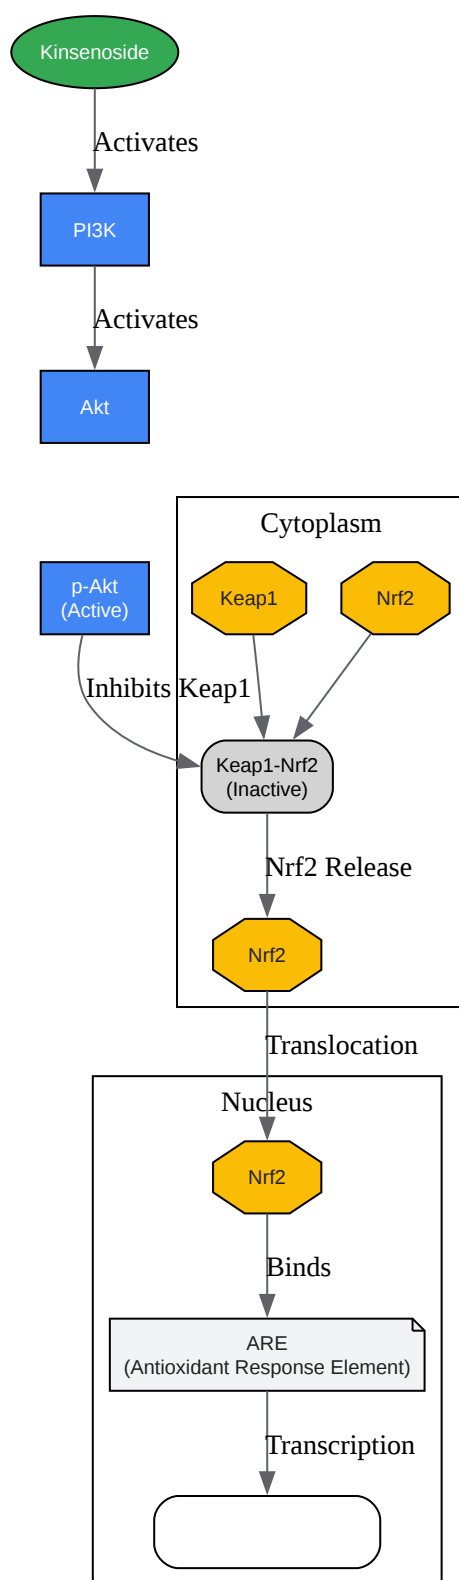 Kinsenoside
Activates
PI3K
Activates
Akt
Cytoplasm
p-Akt
(Active)
Keap1
Nrf2
Inhibits Keap1
Keap1-Nrf2
(Inactive)
Nrf2 Release
Nrf2
Translocation
Nucleus
Nrf2
Binds
ARE
(Antioxidant Response Element)
Transcription